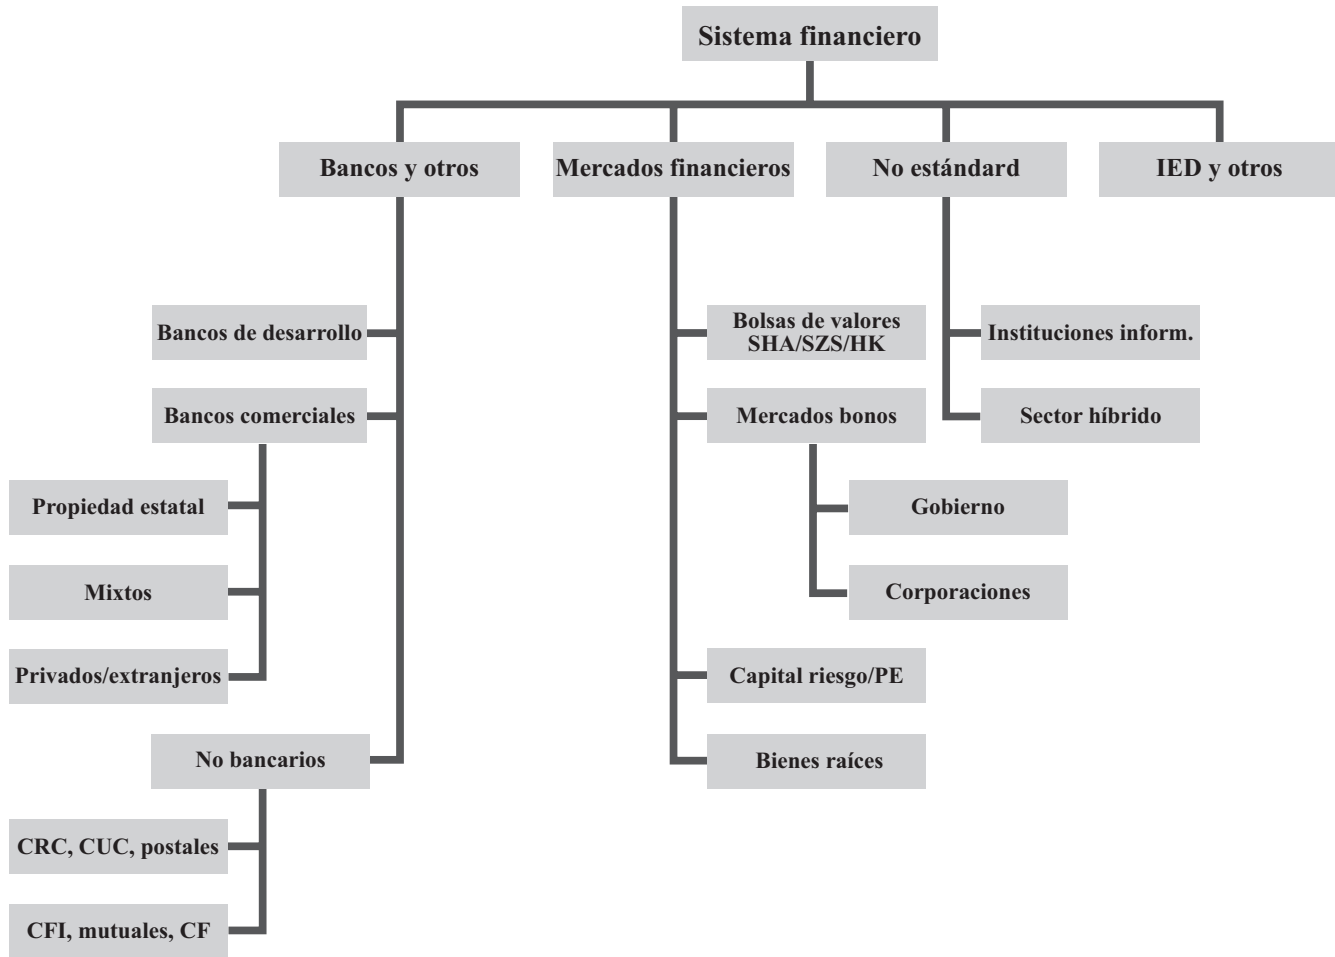 Sistema financiero
Bancos y otros
Mercados financieros
No estándard
IED y otros
Bancos de desarrollo
Bolsas de valores
SHA/SZS/HK
Instituciones inform.
Bancos comerciales
Mercados bonos
Sector híbrido
Propiedad estatal
Gobierno
Mixtos
Corporaciones
Privados/extranjeros
Capital riesgo/PE
No bancarios
Bienes raíces
CRC, CUC, postales
CFI, mutuales, CF